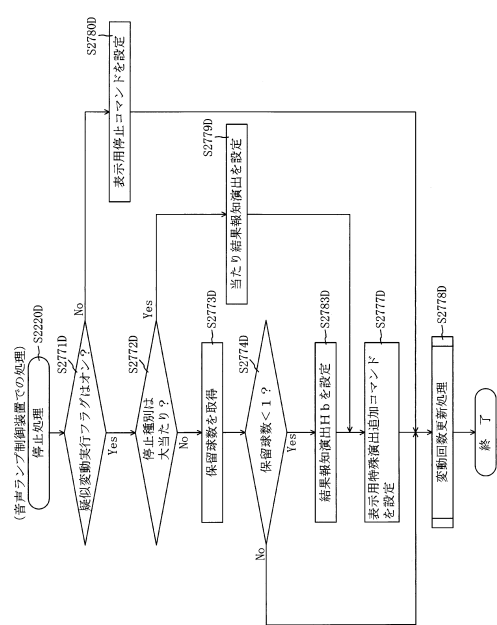 (音声ランプ制御装置での処理)
停止処理
S2220D
S2771D
疑似変動実行フラグはオン?
No
Yes
S2780D
表示用停止コマンドを設定
S2772D
停止種別は
大当たり?
Yes
No
S2779D
当たり結果報知演出を設定
S2773D
保留球数を取得
S2774D
保留球数<1?
No
Yes
S2783D
結果報知演出Hbを設定
S2777D
表示用特殊演出追加コマンド
を設定
S2778D
変動回数更新処理
終了